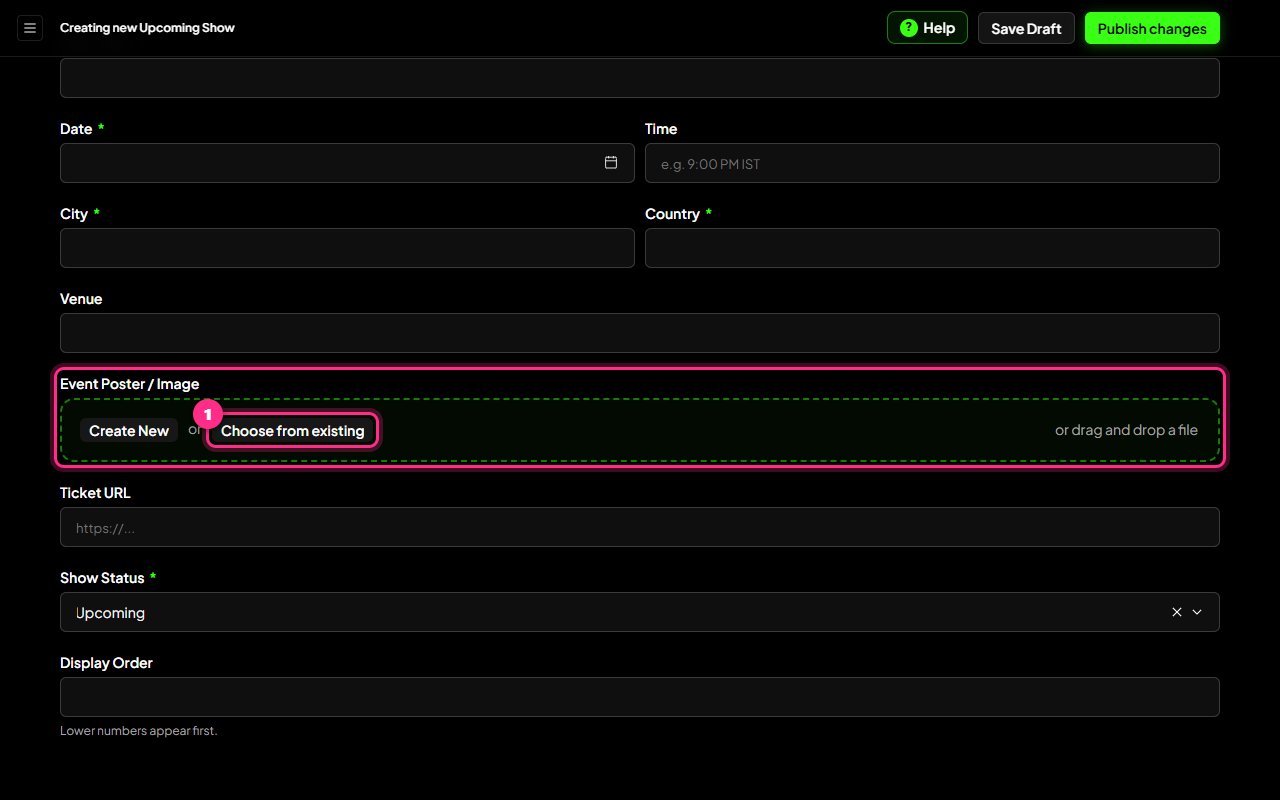 Creating new Upcoming Show
? Help
Save Draft
Publish changes
Date *
Time
e.g. 9:00 PM IST
City *
Country *
Venue
Event Poster / Image
1
Create New or Choose from existing
or drag and drop a file
Ticket URL
https://...
Show Status *
Upcoming
Display Order
Lower numbers appear first.